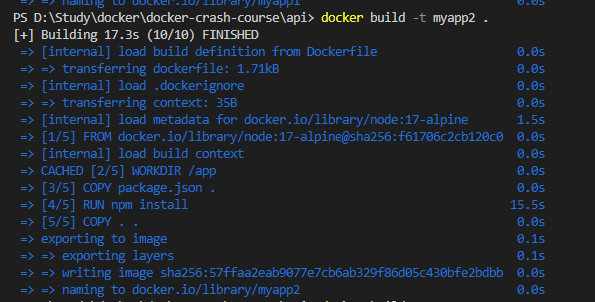 => => naming to docker.io/library/myapp1 0.0s
PS D:\Study\docker\docker-crash-course\api> docker build -t myapp2 .
[+] Building 17.3s (10/10) FINISHED
=> [internal] load build definition from Dockerfile 0.0s
=> => transferring dockerfile: 1.71kB 0.0s
=> [internal] load .dockerignore 0.0s
=> => transferring context: 35B 0.0s
=> [internal] load metadata for docker.io/library/node:17-alpine 1.5s
=> [1/5] FROM docker.io/library/node:17-alpine@sha256:f61706c2cb120c0 0.0s
=> [internal] load build context 0.0s
=> CACHED [2/5] WORKDIR /app 0.0s
=> [3/5] COPY package.json . 0.0s
=> [4/5] RUN npm install 15.5s
=> [5/5] COPY . . 0.0s
=> exporting to image 0.1s
=> => exporting layers 0.1s
=> => writing image sha256:57ffaa2eab9077e7cb6ab329f86d05c430bfe2bdbb 0.0s
=> => naming to docker.io/library/myapp2 0.0s